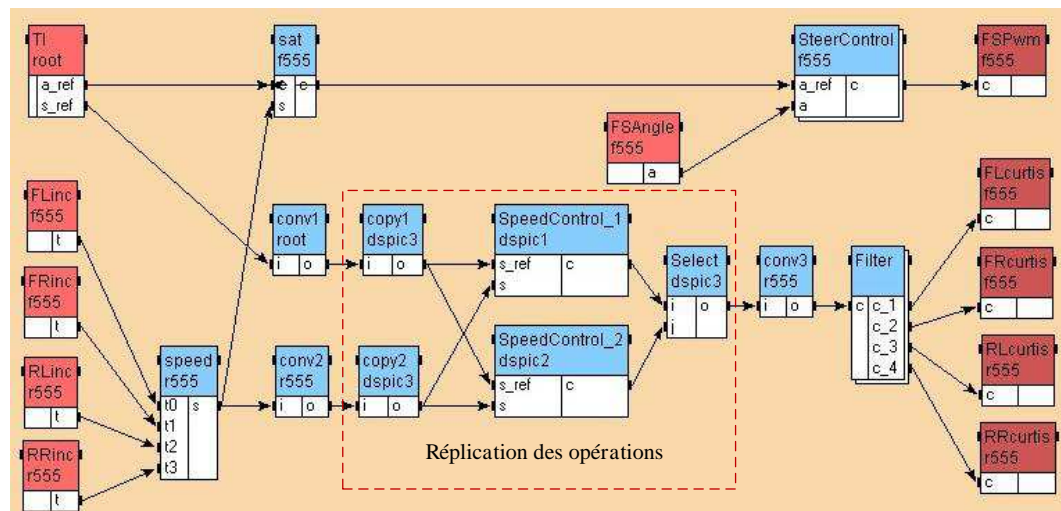 TI
root
a_ref
s_ref
sat
f555
e e
s
SteerControl
f555
a_ref c
a
FSPwm
f555
c
FSAngle
f555
a
FLinc
f555
t
FRinc
f555
t
RLinc
r555
t
RRinc
r555
t
speed
r555
t0 s
t1
t2
t3
conv1
root
i o
conv2
r555
i o
copy1
dspic3
i o
copy2
dspic3
i o
SpeedControl_1
dspic1
s_ref c
s
SpeedControl_2
dspic2
s_ref c
s
Select
dspic3
i o
j
conv3
r555
i o
Filter
c c_1
c_2
c_3
c_4
FLcurtis
f555
c
FRcurtis
f555
c
RLcurtis
r555
c
RRcurtis
r555
c
Réplication des opérations